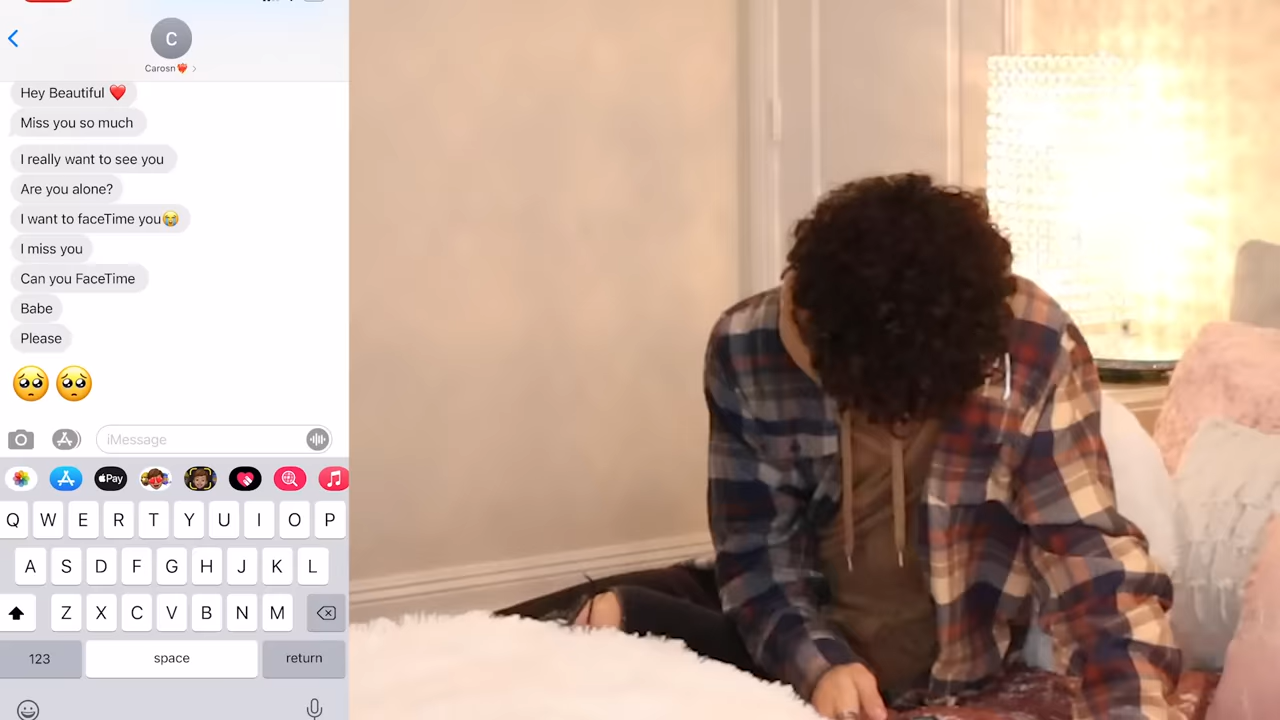 C
Carosn❤️‍🔥 >
Hey Beautiful ❤️
Miss you so much
I really want to see you
Are you alone?
I want to faceTime you😭
I miss you
Can you FaceTime
Babe
Please
🥺🥺
iMessage
Pay
Q W E R T Y U I O P
A S D F G H J K L
Z X C V B N M
123 space return